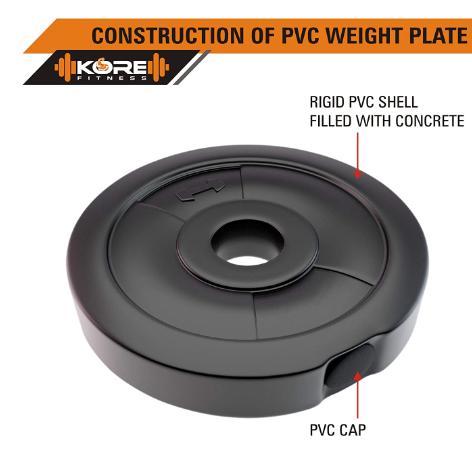 CONSTRUCTION OF PVC WEIGHT PLATE
KORE
FITNESS
RIGID PVC SHELL
FILLED WITH CONCRETE
PVC CAP